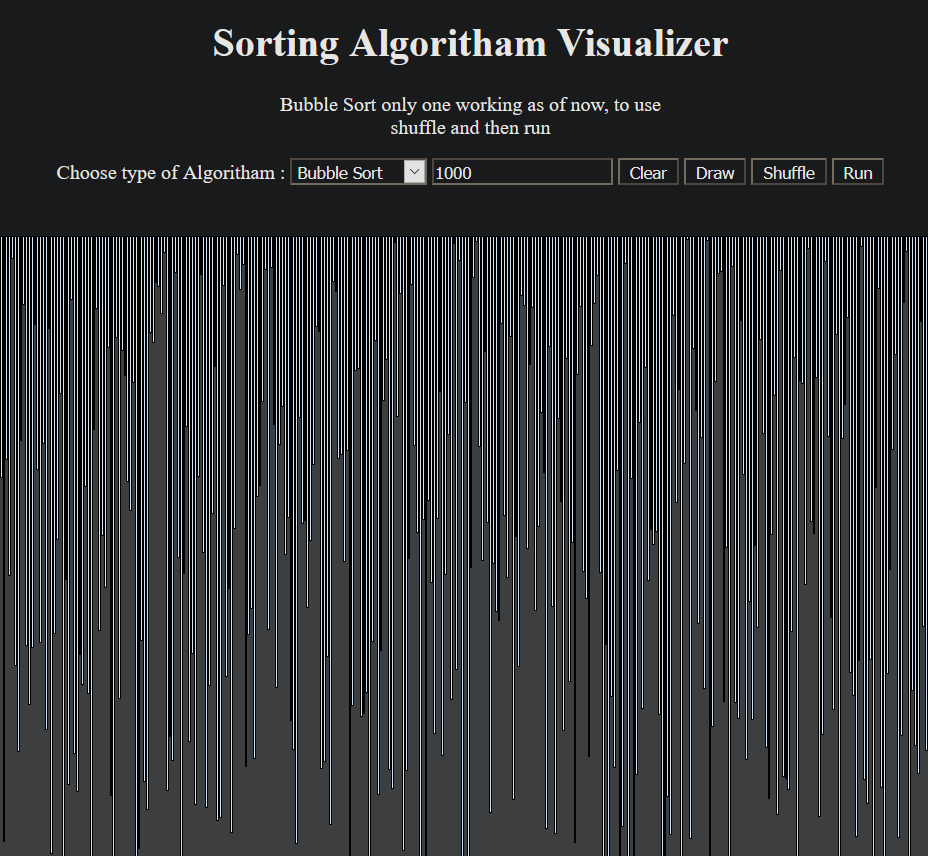 Sorting Algoritham Visualizer
Bubble Sort only one working as of now, to use
shuffle and then run
Choose type of Algoritham : Bubble Sort 1000 Clear Draw Shuffle Run